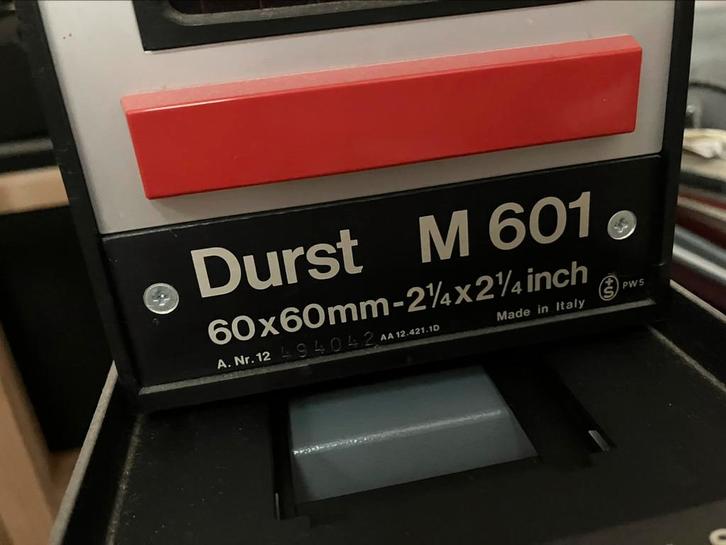 Durst M 601
60x60mm-2¼x2¼inch
A. Nr. 12 494042 AA 12.421.1D Made in Italy +S PW5